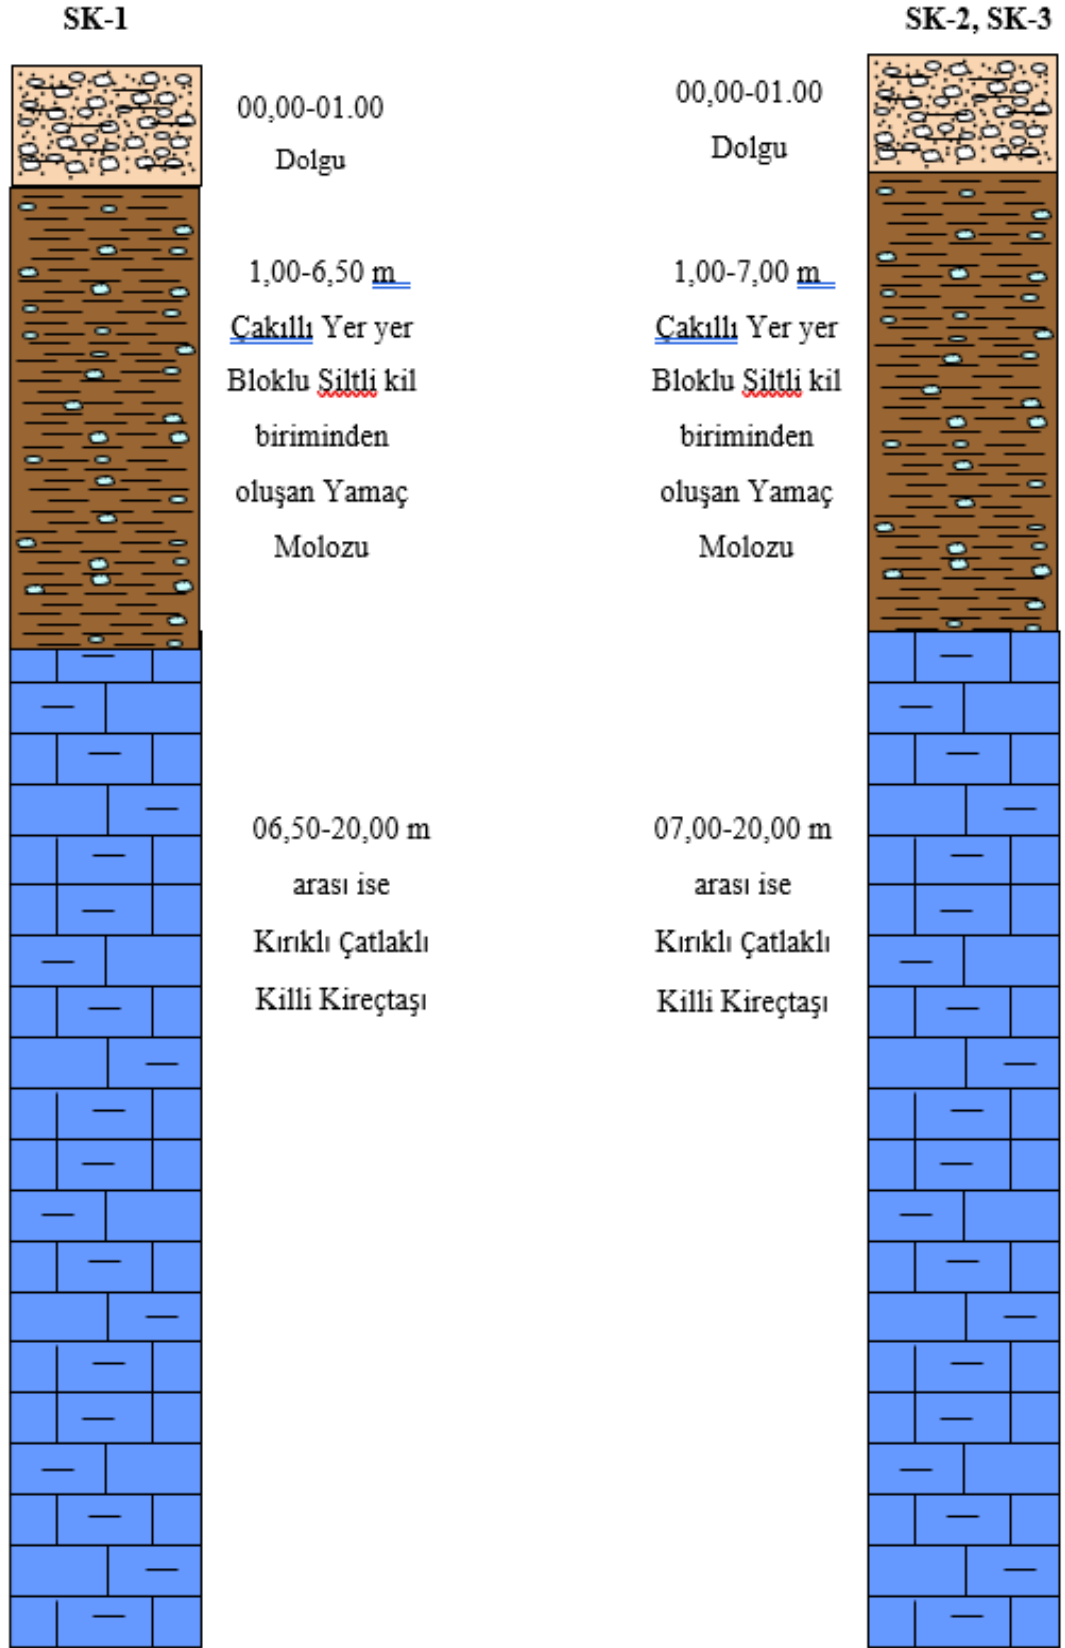 SK-1
00,00-01.00
Dolgu
1,00-6,50 m
Çakıllı Yer yer
Bloklu Siltli kil
biriminden
oluşan Yamaç
Molozu
06,50-20,00 m
arası ise
Kırıklı Çatlaklı
Killi Kireçtaşı
SK-2, SK-3
00,00-01.00
Dolgu
1,00-7,00 m
Çakıllı Yer yer
Bloklu Siltli kil
biriminden
oluşan Yamaç
Molozu
07,00-20,00 m
arası ise
Kırıklı Çatlaklı
Killi Kireçtaşı